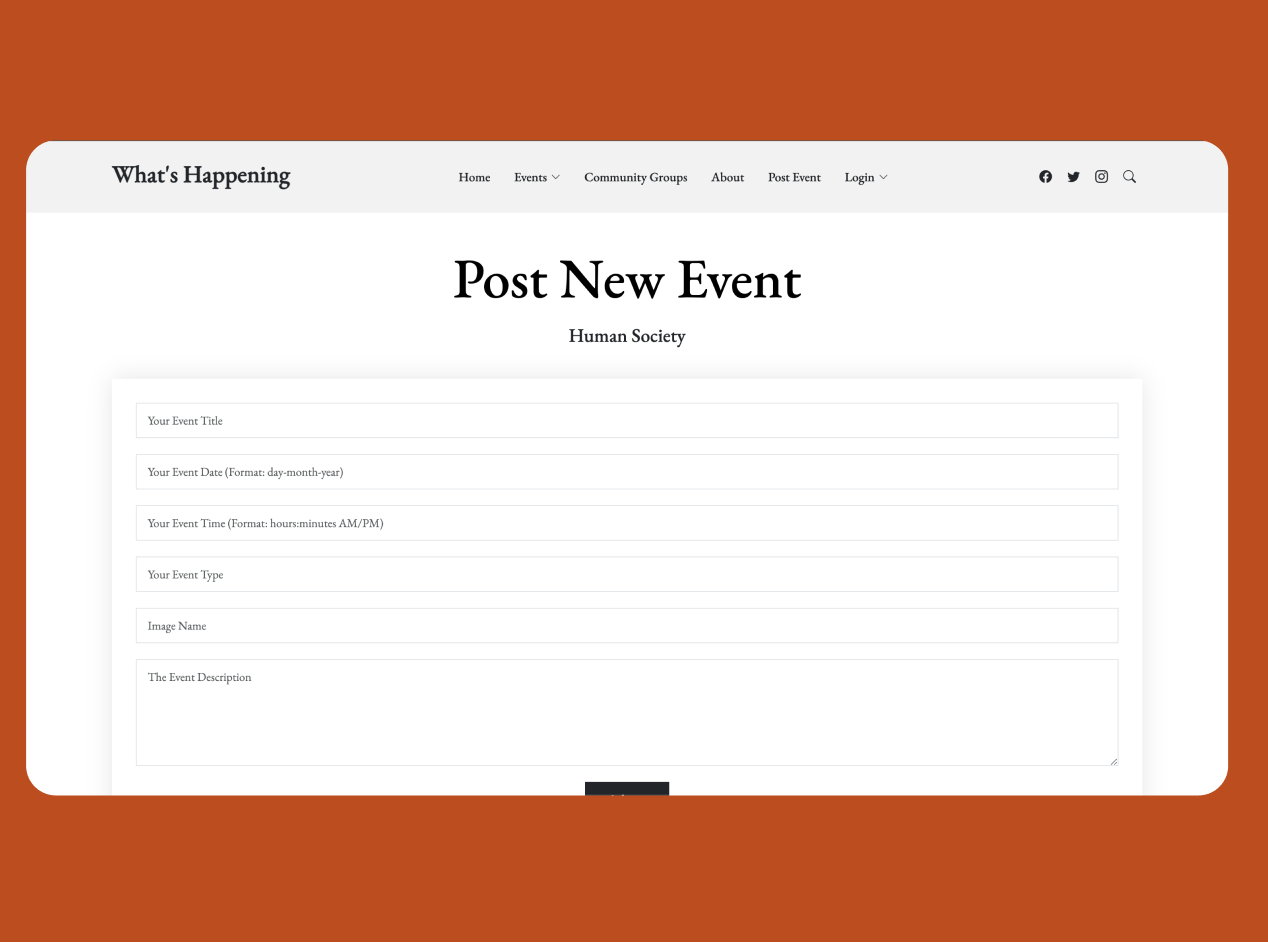 What's Happening
Home Events Community Groups About Post Event Login
Post New Event
Human Society
Your Event Title
Your Event Date (Format: day-month-year)
Your Event Time (Format: hours:minutes AM/PM)
Your Event Type
Image Name
The Event Description